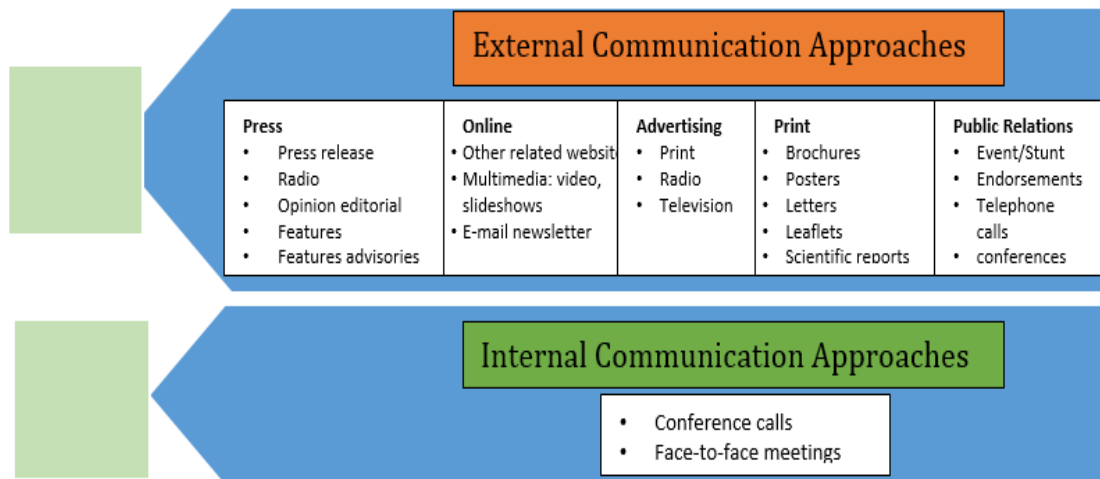 External Communication Approaches
Press
• Press release
• Radio
• Opinion editorial
• Features
• Features advisories
Online
• Other related websit
• Multimedia: video,
slideshows
• E-mail newsletter
Advertising
• Print
• Radio
• Television
Print
• Brochures
• Posters
• Letters
• Leaflets
• Scientific reports
Public Relations
• Event/Stunt
• Endorsements
• Telephone
calls
• conferences
Internal Communication Approaches
• Conference calls
• Face-to-face meetings